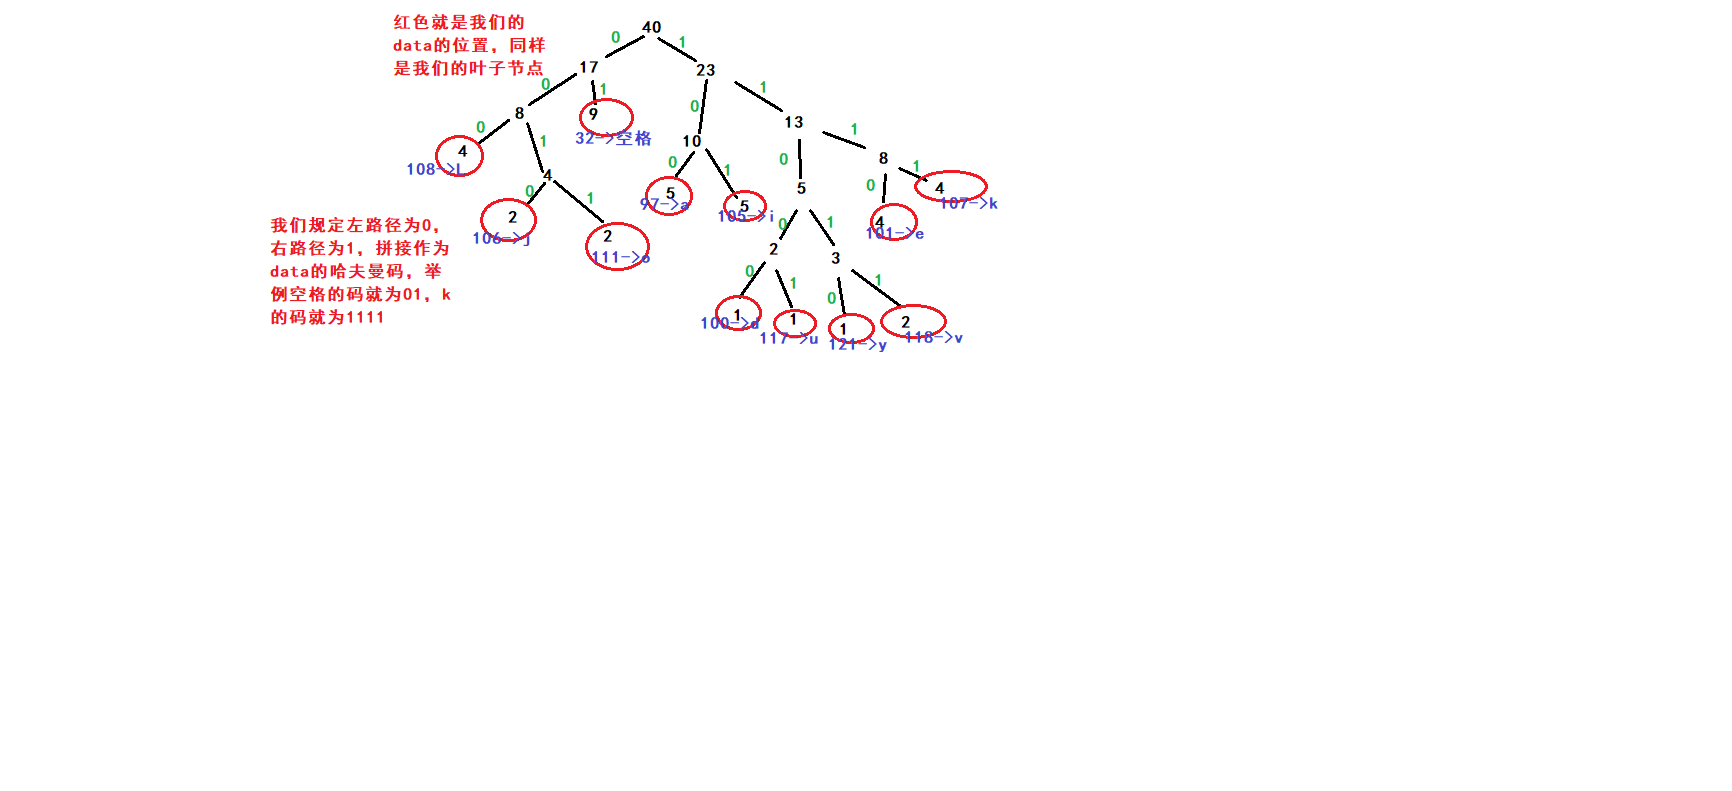 红色就是我们的
data的位置，同样
是我们的叶子节点
40
0
1
17
23
0
1
0
1
8
9
13
32->空格
0
1
10
0
1
4
108->l
4
0
1
5
8
0
1
0
1
5
97->a
5
105->i
4
101->e
4
107->k
2
106->j
2
111->o
0
1
2
3
0
1
0
1
1
100->d
1
117->u
1
121->y
2
118->v
我们规定左路径为0，
右路径为1，拼接作为
data的哈夫曼码，举
例空格的码就为01，k
的码就为1111